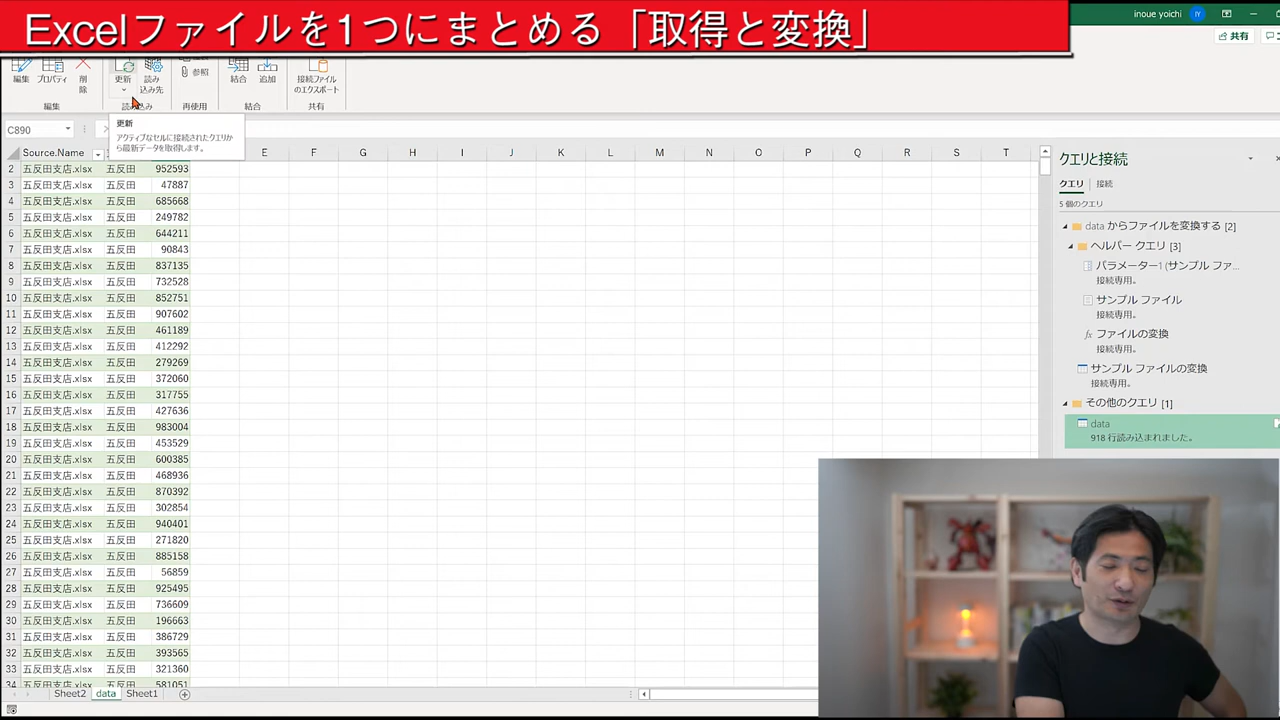 Excelファイルを1つにまとめる「取得と変換」
inoue yoichi IY
共有
編集 プロパティ 削除 更新 読み込み先 参照 結合 追加 接続ファイルのエクスポート
編集 読み込み 再使用 結合 共有
更新
アクティブなセルに接続されたクエリから最新データを取得します。
C890
Source.Name E F G H I J K L M N O P Q R S T
2 五反田支店.xlsx 五反田 952593
3 五反田支店.xlsx 五反田 47887
4 五反田支店.xlsx 五反田 685668
5 五反田支店.xlsx 五反田 249782
6 五反田支店.xlsx 五反田 644211
7 五反田支店.xlsx 五反田 90843
8 五反田支店.xlsx 五反田 837135
9 五反田支店.xlsx 五反田 732528
10 五反田支店.xlsx 五反田 852751
11 五反田支店.xlsx 五反田 907602
12 五反田支店.xlsx 五反田 461189
13 五反田支店.xlsx 五反田 412292
14 五反田支店.xlsx 五反田 279269
15 五反田支店.xlsx 五反田 372060
16 五反田支店.xlsx 五反田 317755
17 五反田支店.xlsx 五反田 427636
18 五反田支店.xlsx 五反田 983004
19 五反田支店.xlsx 五反田 453529
20 五反田支店.xlsx 五反田 600385
21 五反田支店.xlsx 五反田 468936
22 五反田支店.xlsx 五反田 870392
23 五反田支店.xlsx 五反田 302854
24 五反田支店.xlsx 五反田 940401
25 五反田支店.xlsx 五反田 271820
26 五反田支店.xlsx 五反田 885158
27 五反田支店.xlsx 五反田 56859
28 五反田支店.xlsx 五反田 925495
29 五反田支店.xlsx 五反田 736609
30 五反田支店.xlsx 五反田 196663
31 五反田支店.xlsx 五反田 386729
32 五反田支店.xlsx 五反田 393565
33 五反田支店.xlsx 五反田 321360
34 五反田支店.xlsx 五反田 581051
Sheet2 data Sheet1
クエリと接続
クエリ 接続
5 個のクエリ
data からファイルを変換する [2]
ヘルパー クエリ [3]
パラメーター1 (サンプル ファ...
接続専用。
サンプル ファイル
接続専用。
fx ファイルの変換
接続専用。
サンプル ファイルの変換
接続専用。
その他のクエリ [1]
data
918 行読み込まれました。